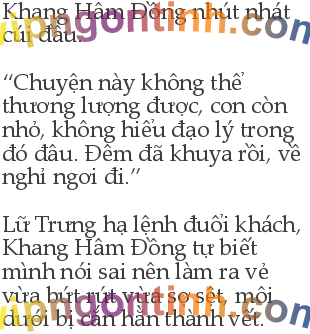 Khang Hâm Đồng nhút nhát
cúi đầu.
“Chuyện này không thể
thương lượng được, con còn
nhỏ, không hiểu đạo lý trong
đó đâu. Đêm đã khuya rồi, về
nghỉ ngơi đi.”
Lữ Trưng hạ lệnh đuổi khách,
Khang Hâm Đồng tự biết
mình nói sai nên làm ra vẻ
vừa bứt rứt vừa sợ sệt, môi
dưới bị cắn hằn thành vết.
vipngontinh.com
vipngontinh.com